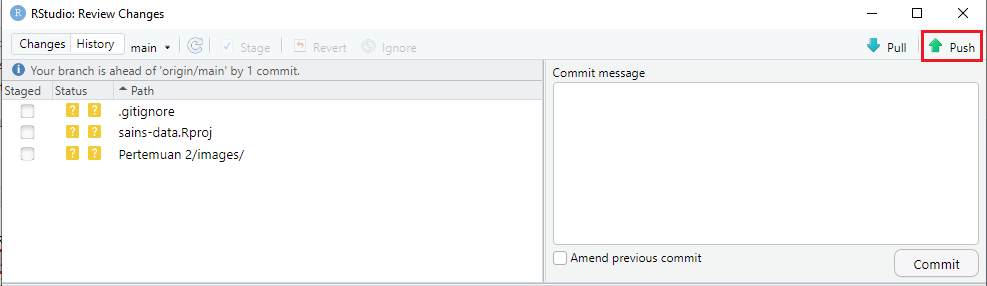 RStudio: Review Changes
Changes History main Stage Revert Ignore Pull Push
Your branch is ahead of 'origin/main' by 1 commit.
Staged Status Path
? ? .gitignore
? ? sains-data.Rproj
? ? Pertemuan 2/images/
Commit message
Amend previous commit
Commit